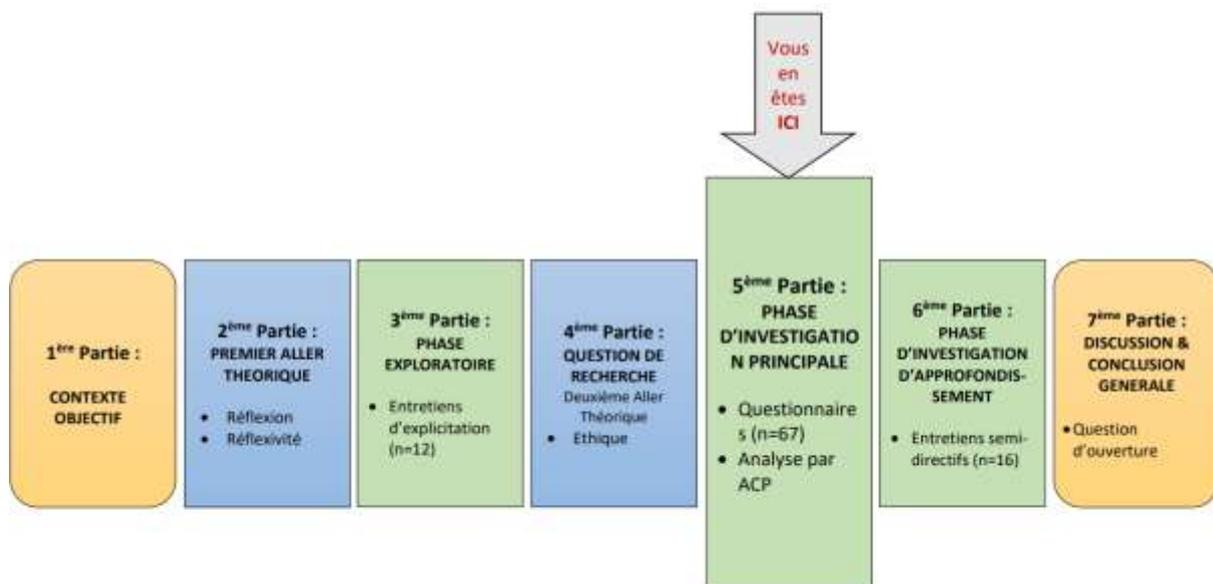 Vous
en
êtes
ICI
1ère Partie :
CONTEXTE
OBJECTIF
2ème Partie :
PREMIER ALLER
THEORIQUE
• Réflexion
• Réflexivité
3ème Partie :
PHASE
EXPLORATOIRE
• Entretiens
d’explicitation
(n=12)
4ème Partie :
QUESTION DE
RECHERCHE
Deuxième Aller
Théorique
• Ethique
5ème Partie :
PHASE
D’INVESTIGATIO
N PRINCIPALE
• Questionnaire
s (n=67)
• Analyse par
ACP
6ème Partie :
PHASE
D’INVESTIGATION
D’APPROFONDIS-
SEMENT
• Entretiens semi-
directifs (n=16)
7ème Partie :
DISCUSSION &
CONCLUSION
GENERALE
• Question
d’ouverture